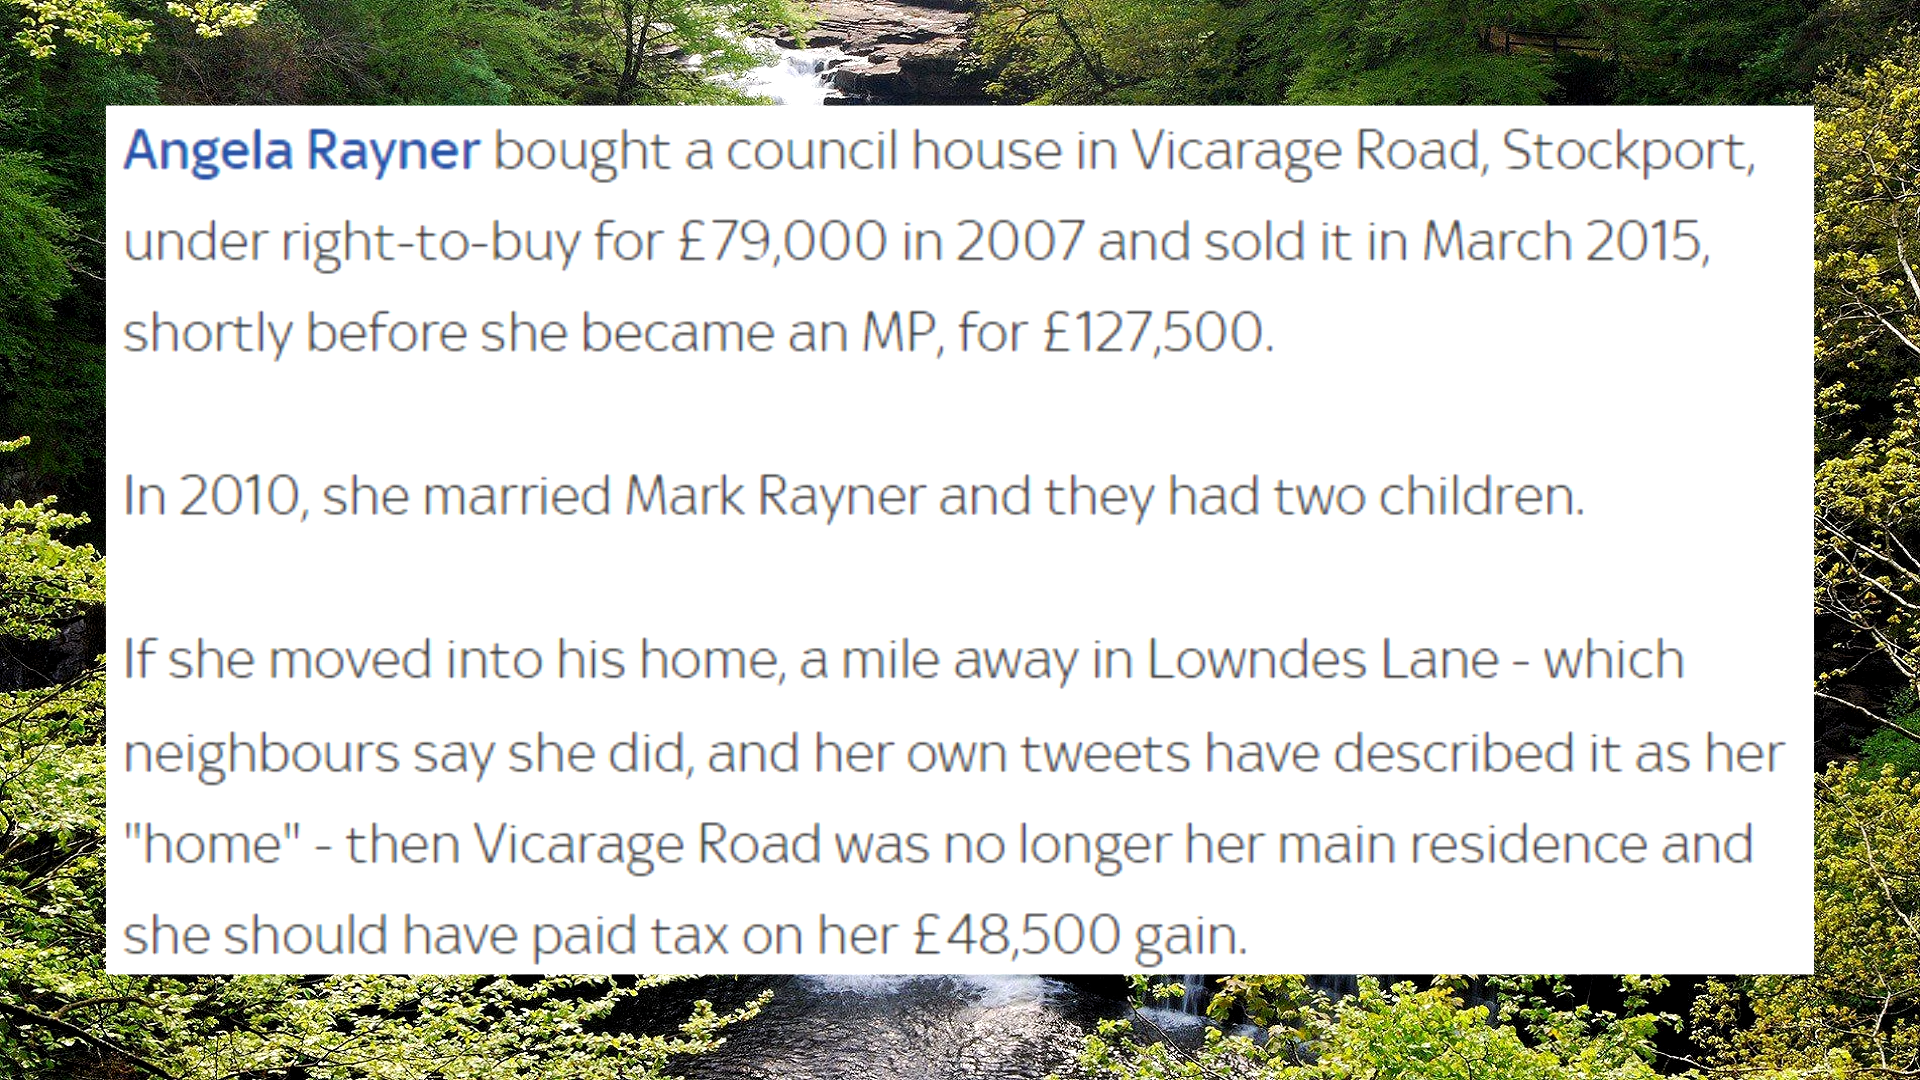 Angela Rayner bought a council house in Vicarage Road, Stockport,
under right-to-buy for £79,000 in 2007 and sold it in March 2015,
shortly before she became an MP, for £127,500.
In 2010, she married Mark Rayner and they had two children.
If she moved into his home, a mile away in Lowndes Lane - which
neighbours say she did, and her own tweets have described it as her
"home" - then Vicarage Road was no longer her main residence and
she should have paid tax on her £48,500 gain.